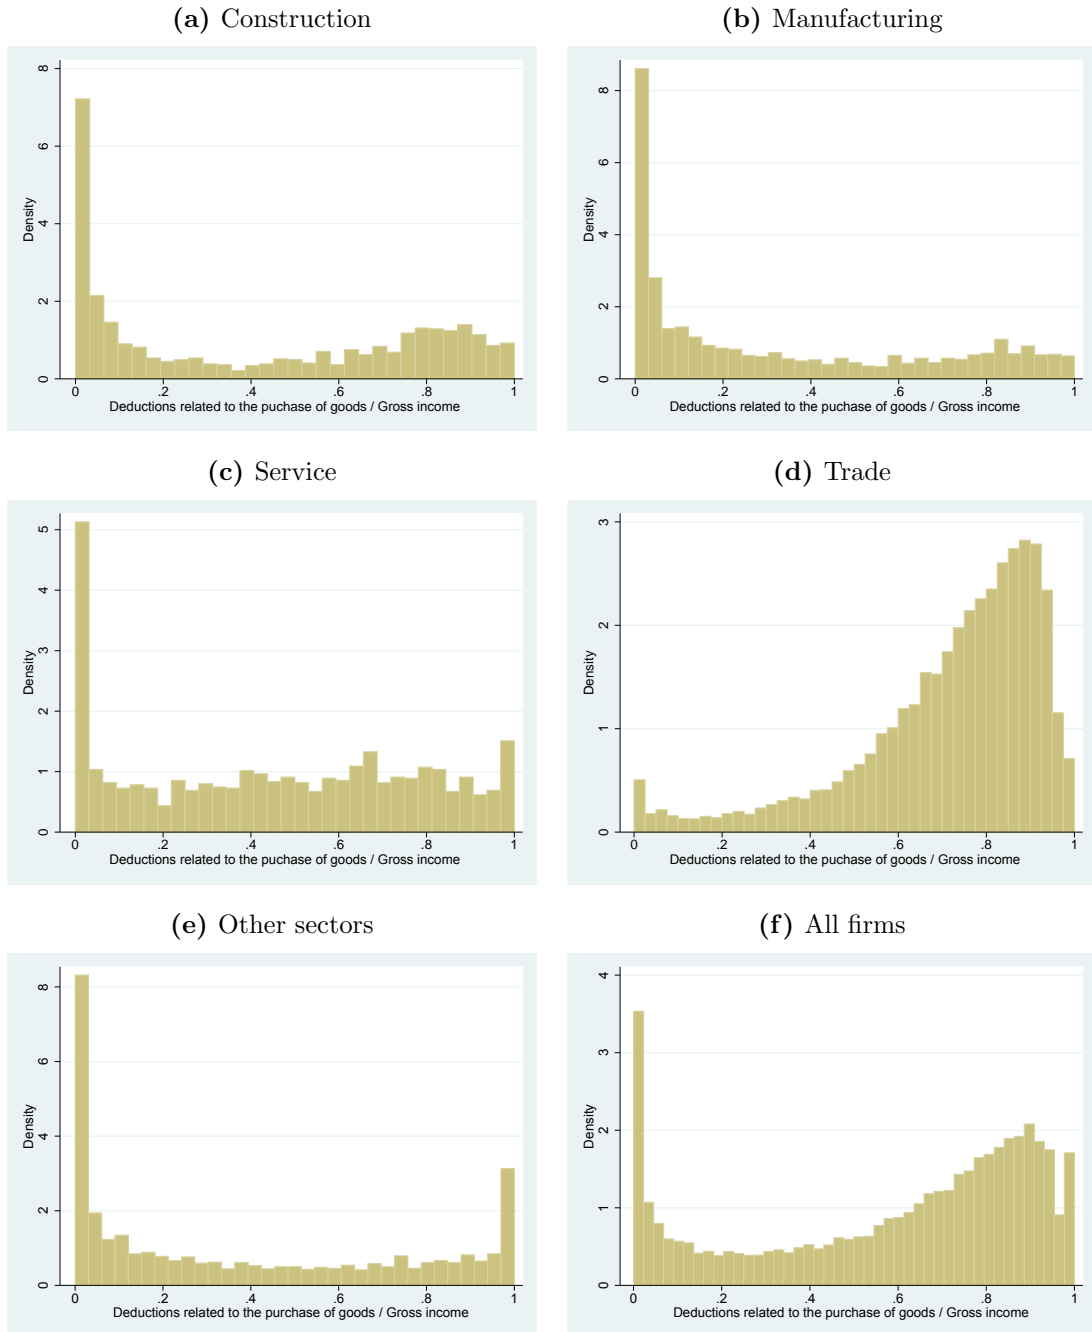 (a) Construction
(b) Manufacturing
Density
0 2 4 6 8
0 .2 .4 .6 .8 1
Deductions related to the puchase of goods / Gross income
Density
0 2 4 6 8
0 .2 .4 .6 .8 1
Deductions related to the puchase of goods / Gross income
(c) Service
(d) Trade
Density
0 1 2 3 4 5
0 .2 .4 .6 .8 1
Deductions related to the puchase of goods / Gross income
Density
0 1 2 3
0 .2 .4 .6 .8 1
Deductions related to the puchase of goods / Gross income
(e) Other sectors
(f) All firms
Density
0 2 4 6 8
0 .2 .4 .6 .8 1
Deductions related to the purchase of goods / Gross income
Density
0 1 2 3 4
0 .2 .4 .6 .8 1
Deductions related to the purchase of goods / Gross income